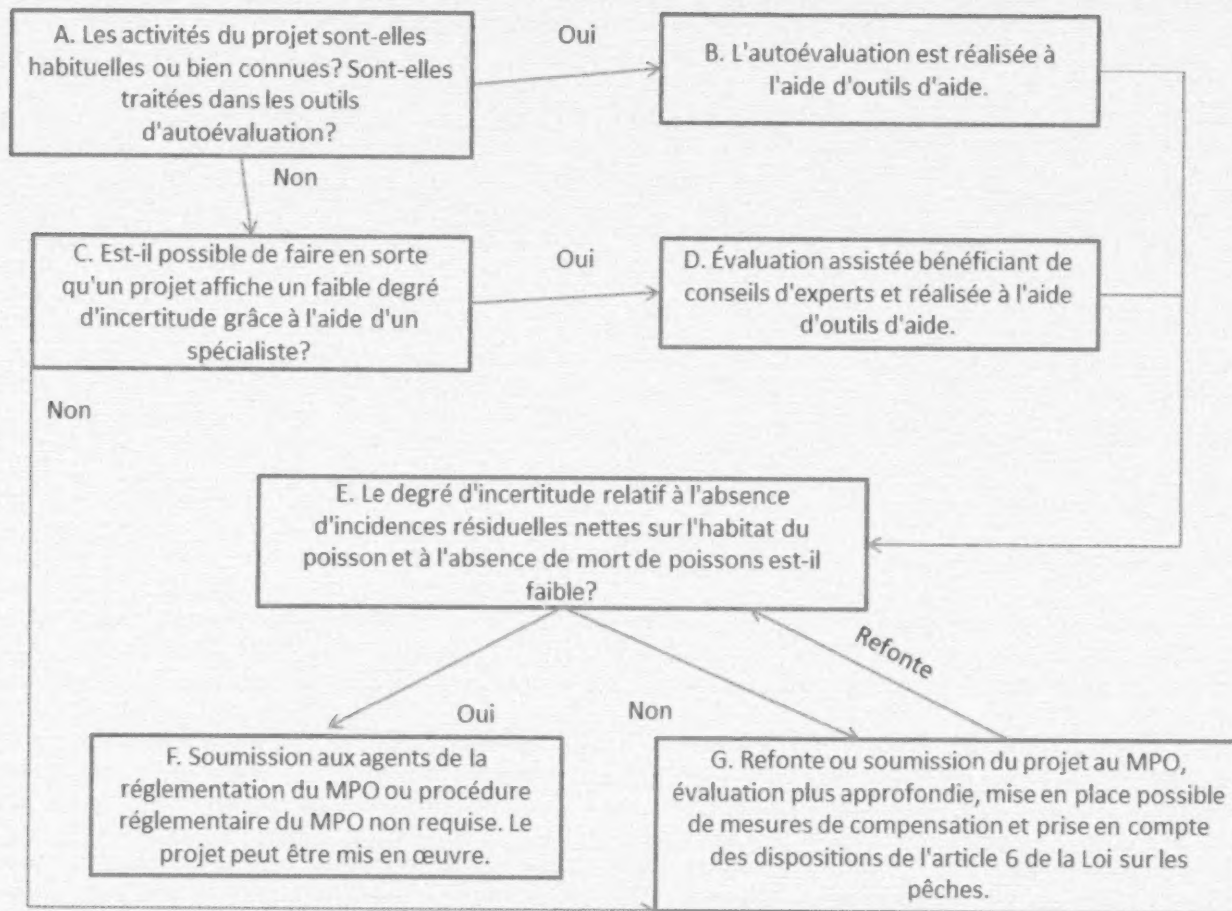 A. Les activités du projet sont-elles
habituelles ou bien connues? Sont-elles
traitées dans les outils
d'autoévaluation?
Oui
B. L'autoévaluation est réalisée à
l'aide d'outils d'aide.
Non
C. Est-il possible de faire en sorte
qu'un projet affiche un faible degré
d'incertitude grâce à l'aide d'un
spécialiste?
Oui
D. Évaluation assistée bénéficiant de
conseils d'experts et réalisée à l'aide
d'outils d'aide.
Non
E. Le degré d'incertitude relatif à l'absence
d'incidences résiduelles nettes sur l'habitat du
poisson et à l'absence de mort de poissons est-il
faible?
Refonte
Oui
Non
F. Soumission aux agents de la
réglementation du MPO ou procédure
réglementaire du MPO non requise. Le
projet peut être mis en œuvre.
G. Refonte ou soumission du projet au MPO,
évaluation plus approfondie, mise en place possible
de mesures de compensation et prise en compte
des dispositions de l'article 6 de la Loi sur les
pêches.